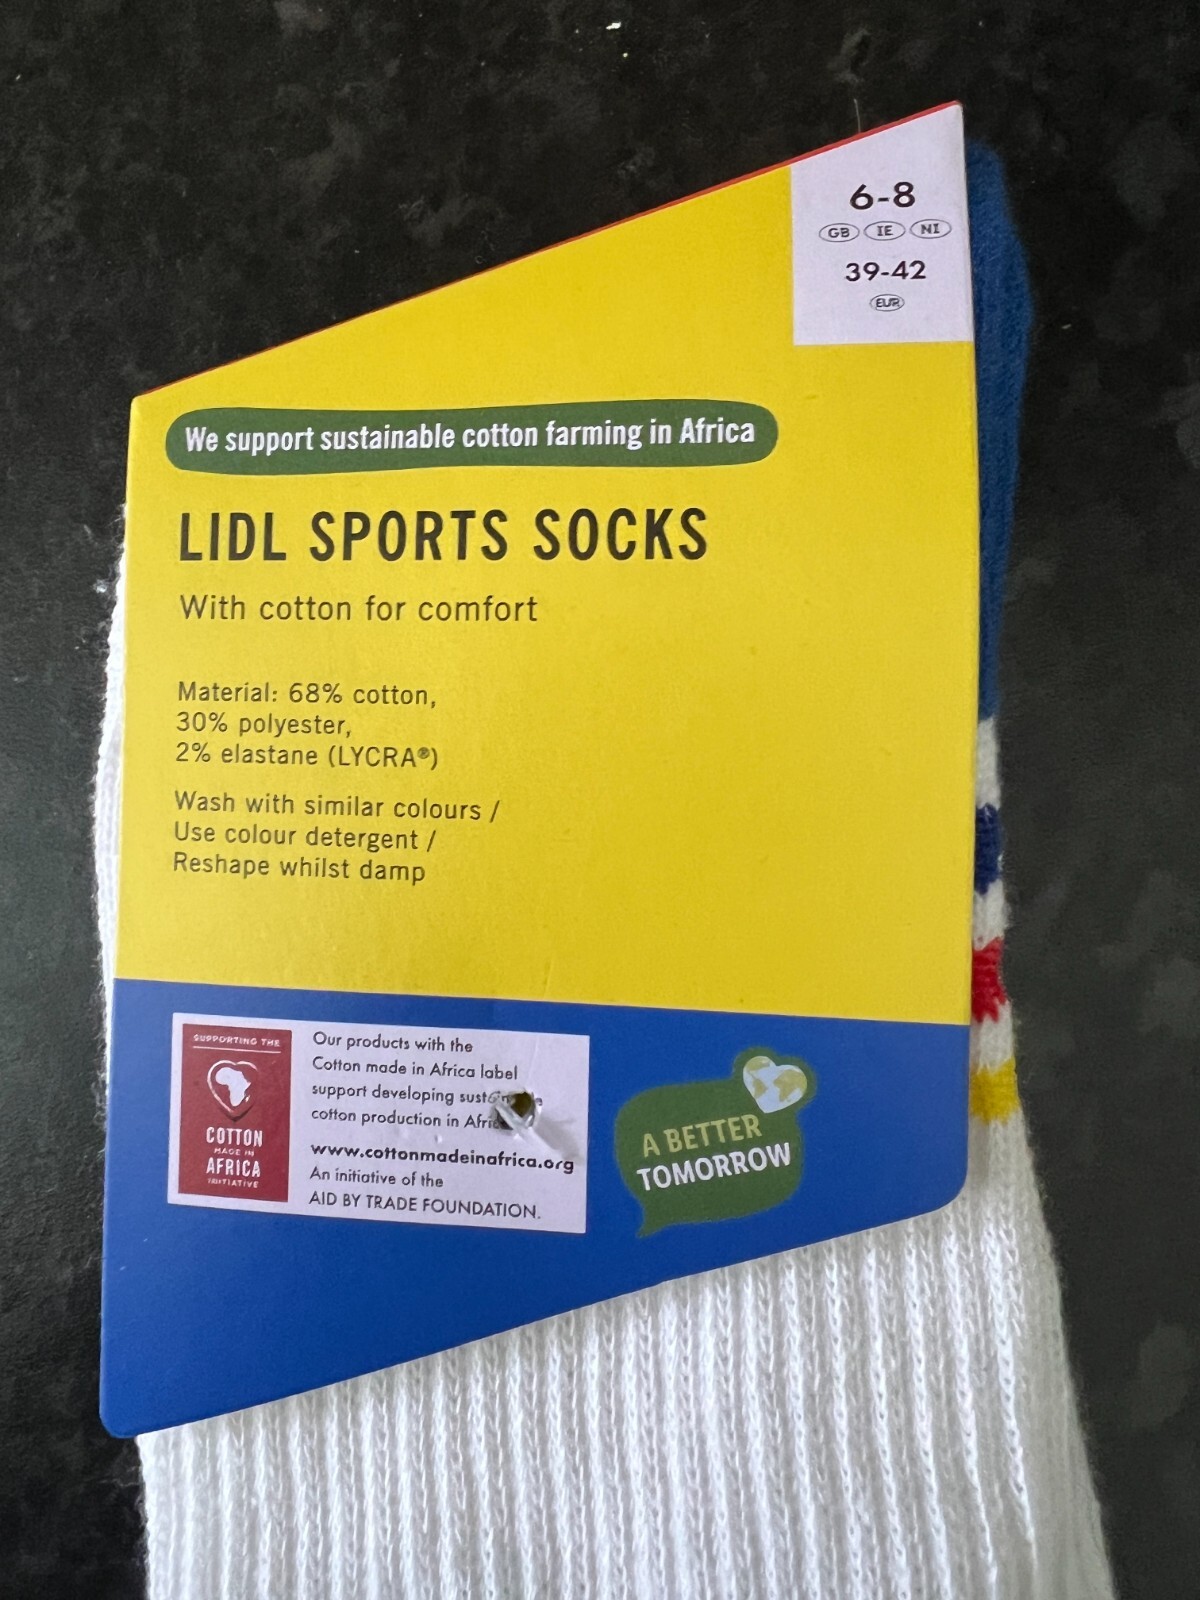 6-8
GB IE NI
39-42
EUR
We support sustainable cotton farming in Africa
LIDL SPORTS SOCKS
With cotton for comfort
Material: 68% cotton,
30% polyester,
2% elastane (LYCRA®)
Wash with similar colours /
Use colour detergent /
Reshape whilst damp
SUPPORTING THE
COTTON
MADE IN
AFRICA
INITIATIVE
Our products with the
Cotton made in Africa label
support developing
cotton production in
www.cottonmadeinafrica.org
An initiative of the
AID BY TRADE FOUNDATION.
A BETTER
TOMORROW